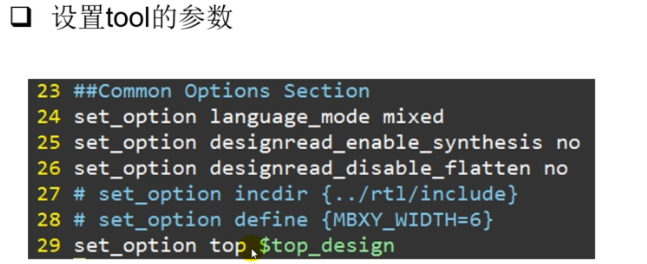 设置tool的参数
23 ##Common Options Section
24 set_option language_mode mixed
25 set_option designread_enable_synthesis no
26 set_option designread_disable_flatten no
27 # set_option incdir {../rtl/include}
28 # set_option define {MBXY_WIDTH=6}
29 set_option top $top_design